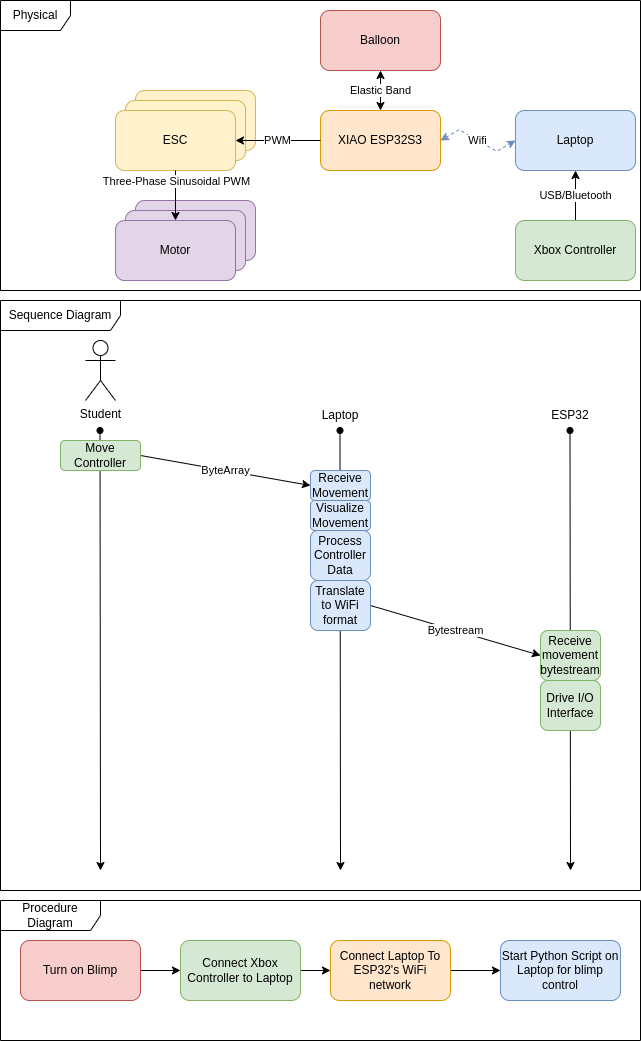 Physical
Balloon
Elastic Band
ESC
PWM
XIAO ESP32S3
Wifi
Laptop
Three-Phase Sinusoidal PWM
USB/Bluetooth
Motor
Xbox Controller
Sequence Diagram
Student
Laptop
ESP32
Move
Controller
ByteArray
Receive
Movement
Visualize
Movement
Process
Controller
Data
Translate
to WiFi
format
Bytestream
Receive
movement
bytestream
Drive I/O
Interface
Procedure
Diagram
Turn on Blimp
Connect Xbox
Controller to Laptop
Connect Laptop To
ESP32's WiFi
network
Start Python Script on
Laptop for blimp
control